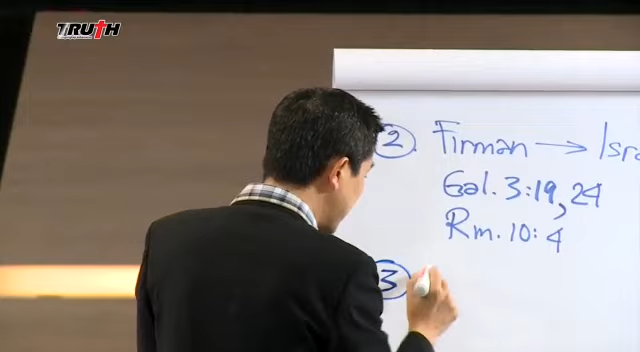 TRUTH
② Firman → Isra
Gal. 3:19, 24
Rm. 10:4
③